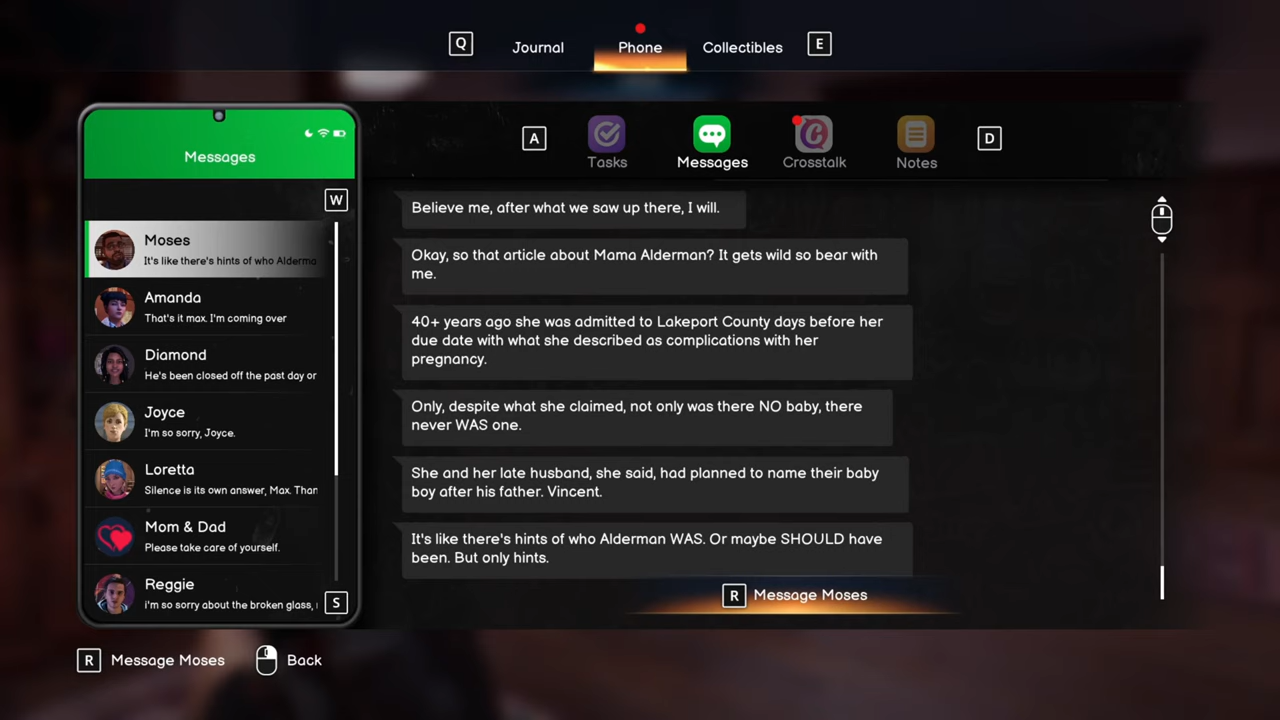 Q
Journal
Phone
Collectibles
E
Messages
W
Moses
It's like there's hints of who Alderma
Amanda
That's it max. I'm coming over
Diamond
He's been closed off the past day or
Joyce
I'm so sorry, Joyce.
Loretta
Silence is its own answer, Max. Than
Mom & Dad
Please take care of yourself.
Reggie
i'm so sorry about the broken glass,
S
A
Tasks
Messages
Crosstalk
Notes
D
Believe me, after what we saw up there, I will.
Okay, so that article about Mama Alderman? It gets wild so bear with
me.
40+ years ago she was admitted to Lakeport County days before her
due date with what she described as complications with her
pregnancy.
Only, despite what she claimed, not only was there NO baby, there
never WAS one.
She and her late husband, she said, had planned to name their baby
boy after his father. Vincent.
It's like there's hints of who Alderman WAS. Or maybe SHOULD have
been. But only hints.
R Message Moses
R Message Moses
Back